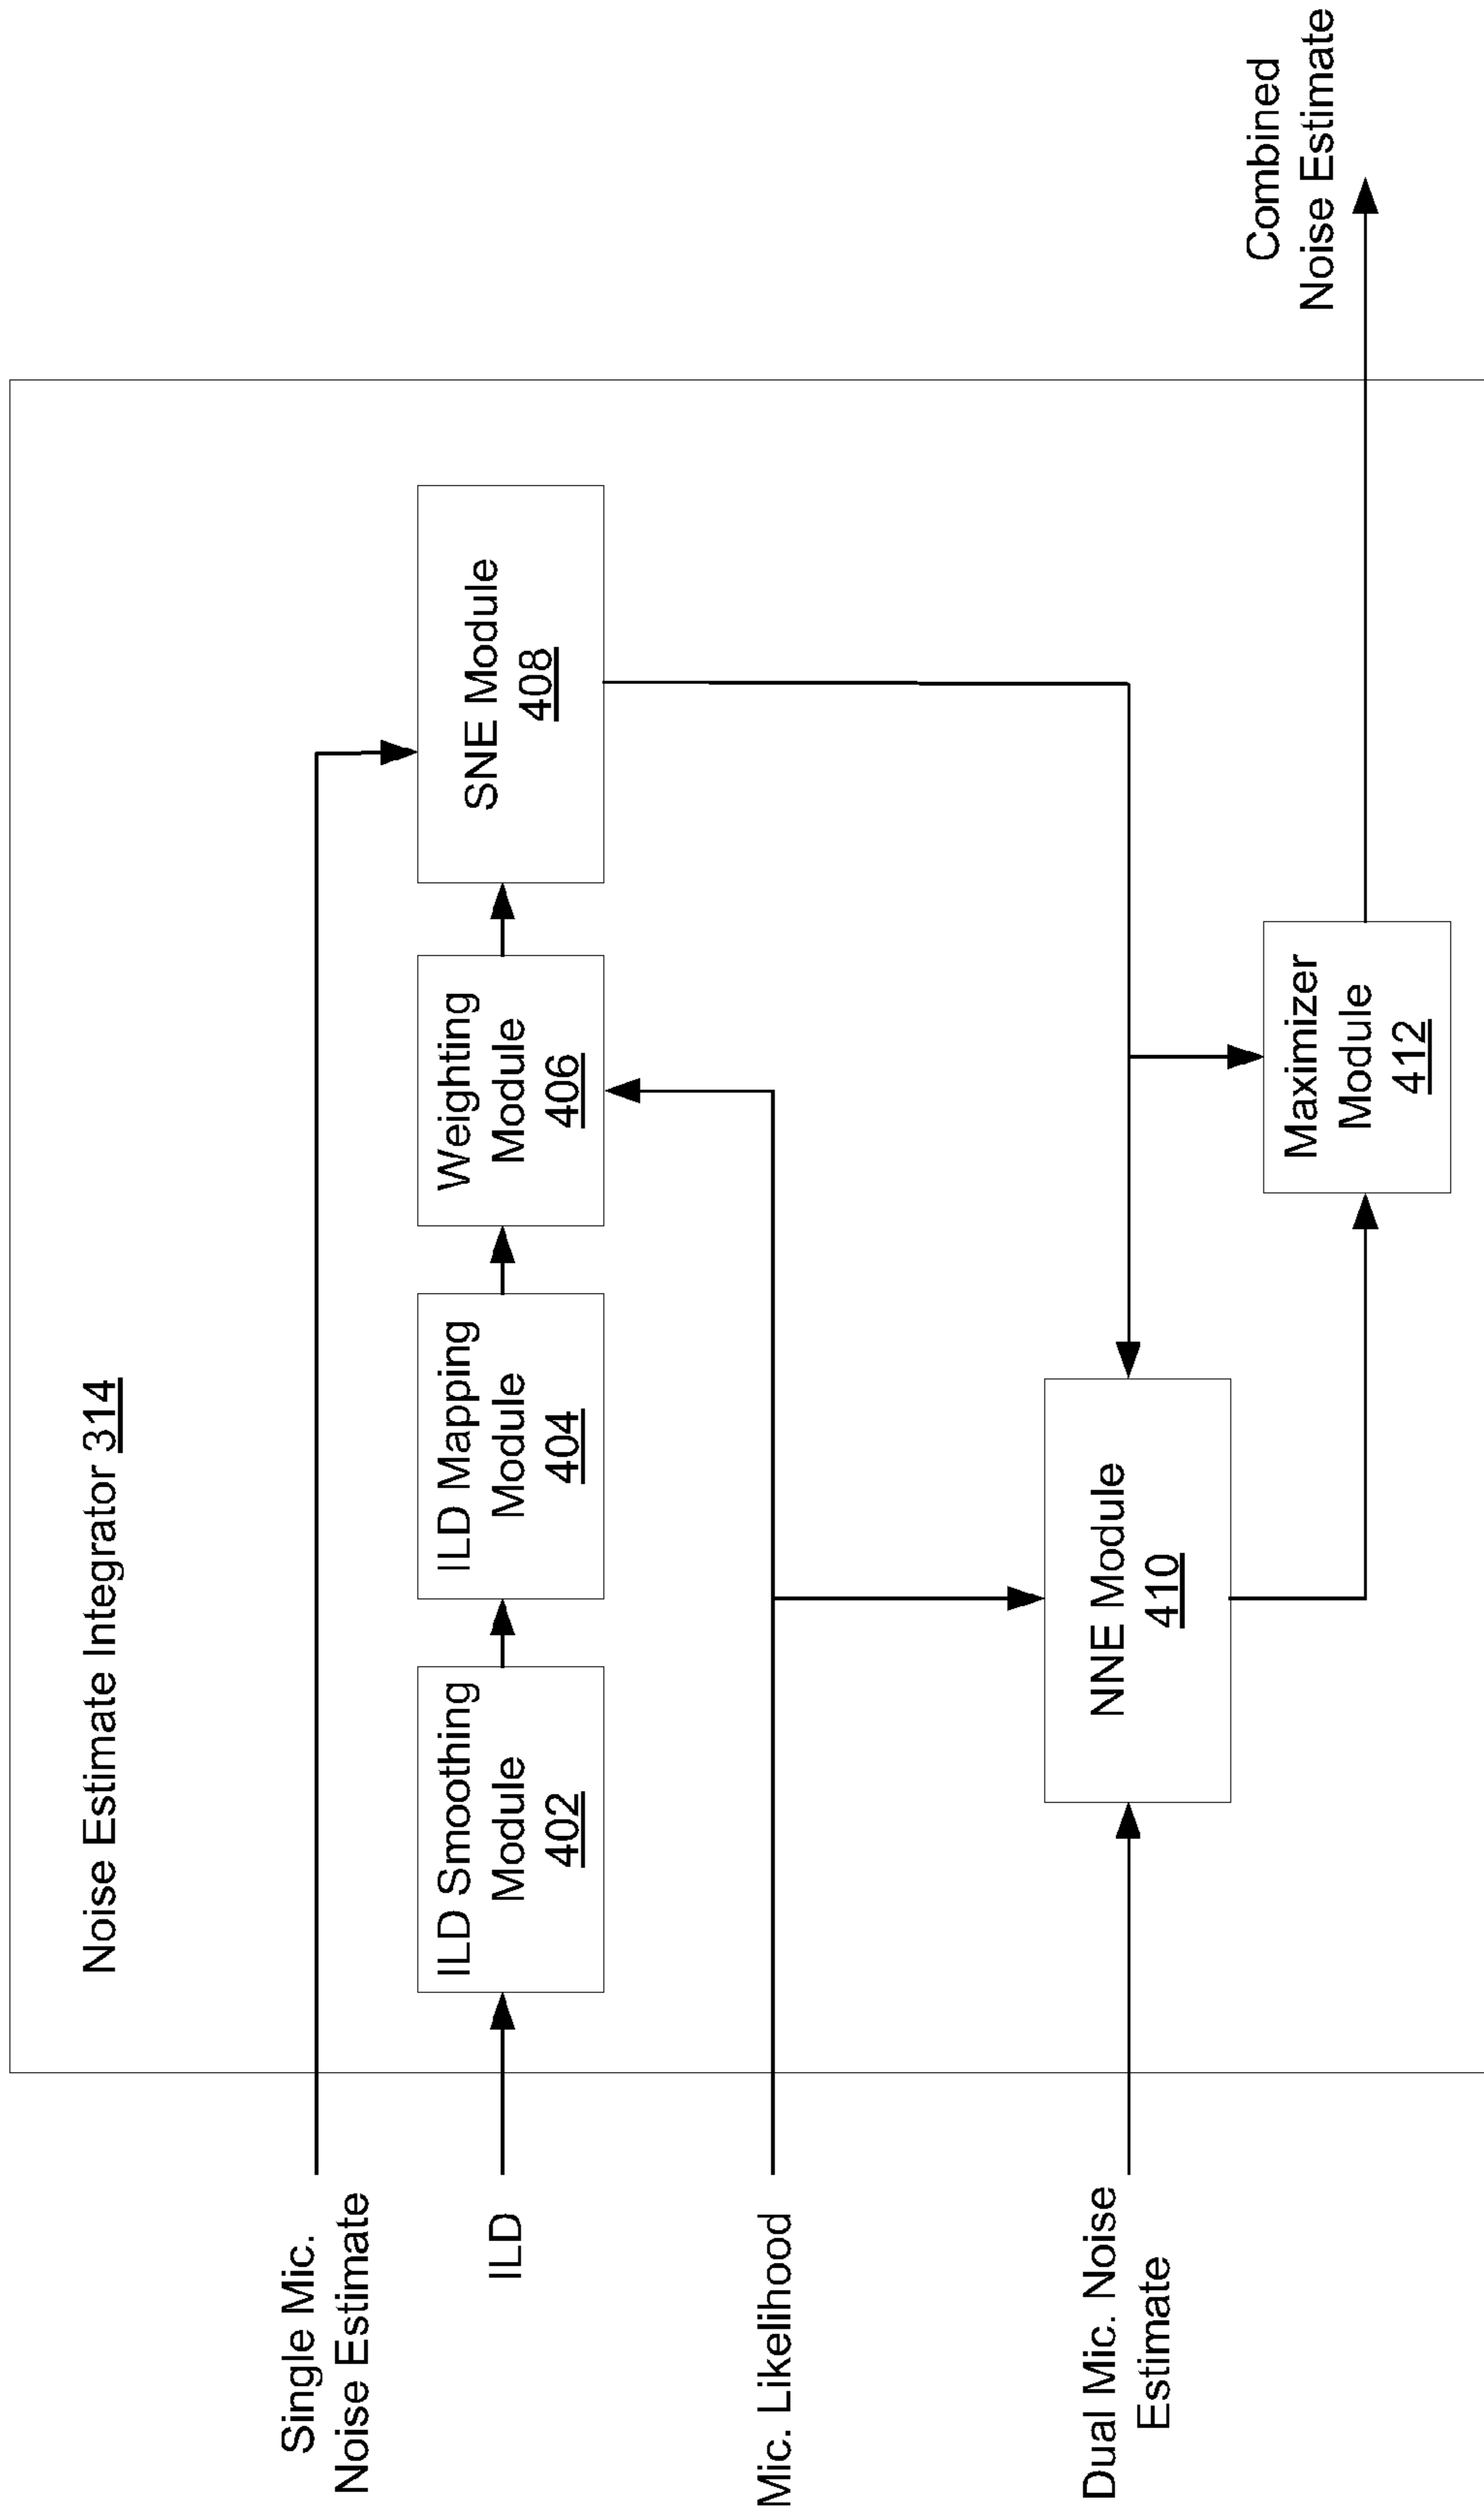 Noise Estimate Integrator 314
Single Mic.
Noise Estimate
ILD
ILD Smoothing
Module
402
ILD Mapping
Module
404
Weighting
Module
406
SNE Module
408
Mic. Likelihood
Dual Mic. Noise
Estimate
NNE Module
410
Maximizer
Module
412
Combined
Noise Estimate